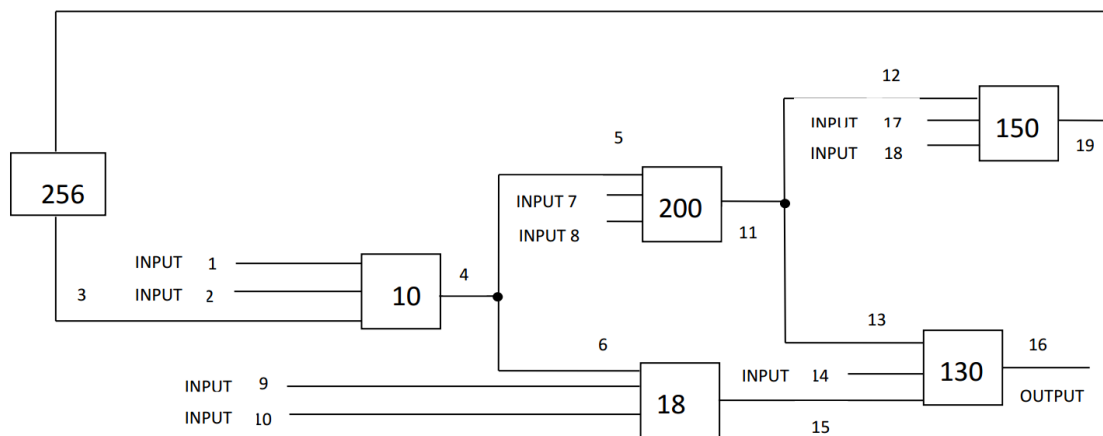 12
INPUT 17
150
INPUT 18
19
5
256
INPUT 7
200
INPUT 8
11
INPUT 1
4
3
INPUT 2
10
13
16
6
INPUT 9
INPUT 14
130
INPUT 10
18
OUTPUT
15